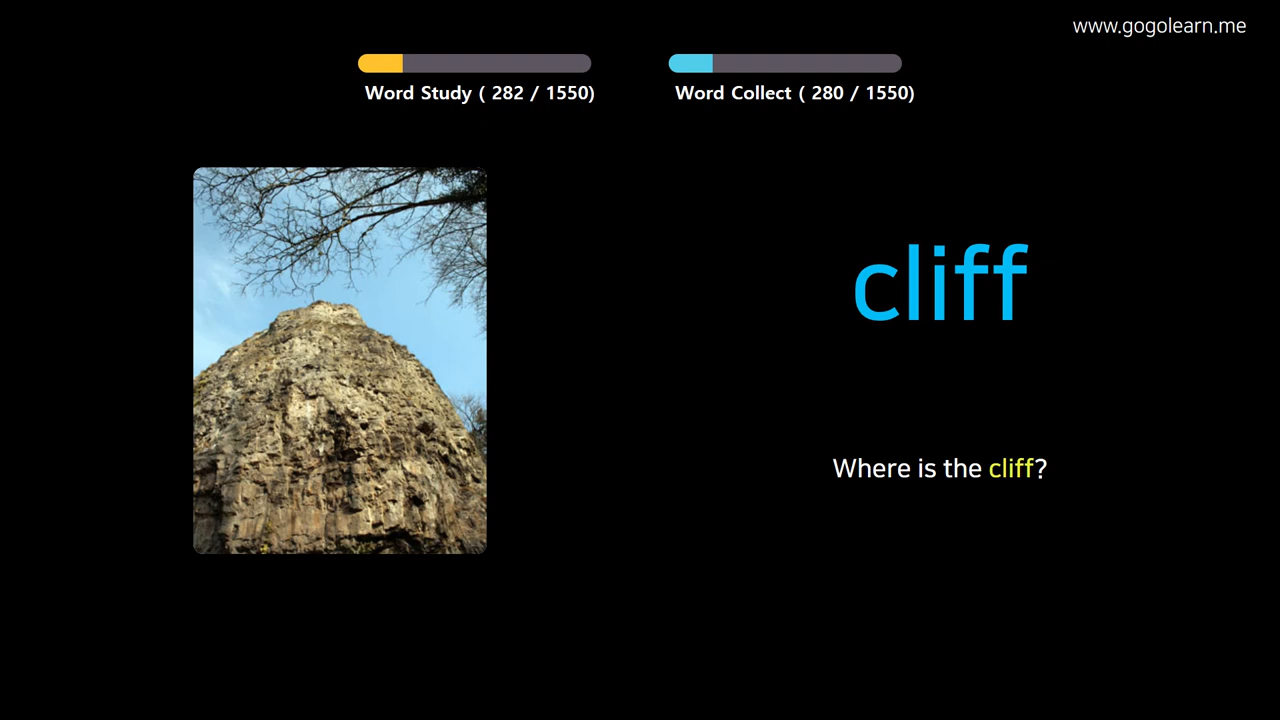 www.gogolearn.me
Word Study ( 282 / 1550)
Word Collect ( 280 / 1550)
cliff
Where is the cliff?